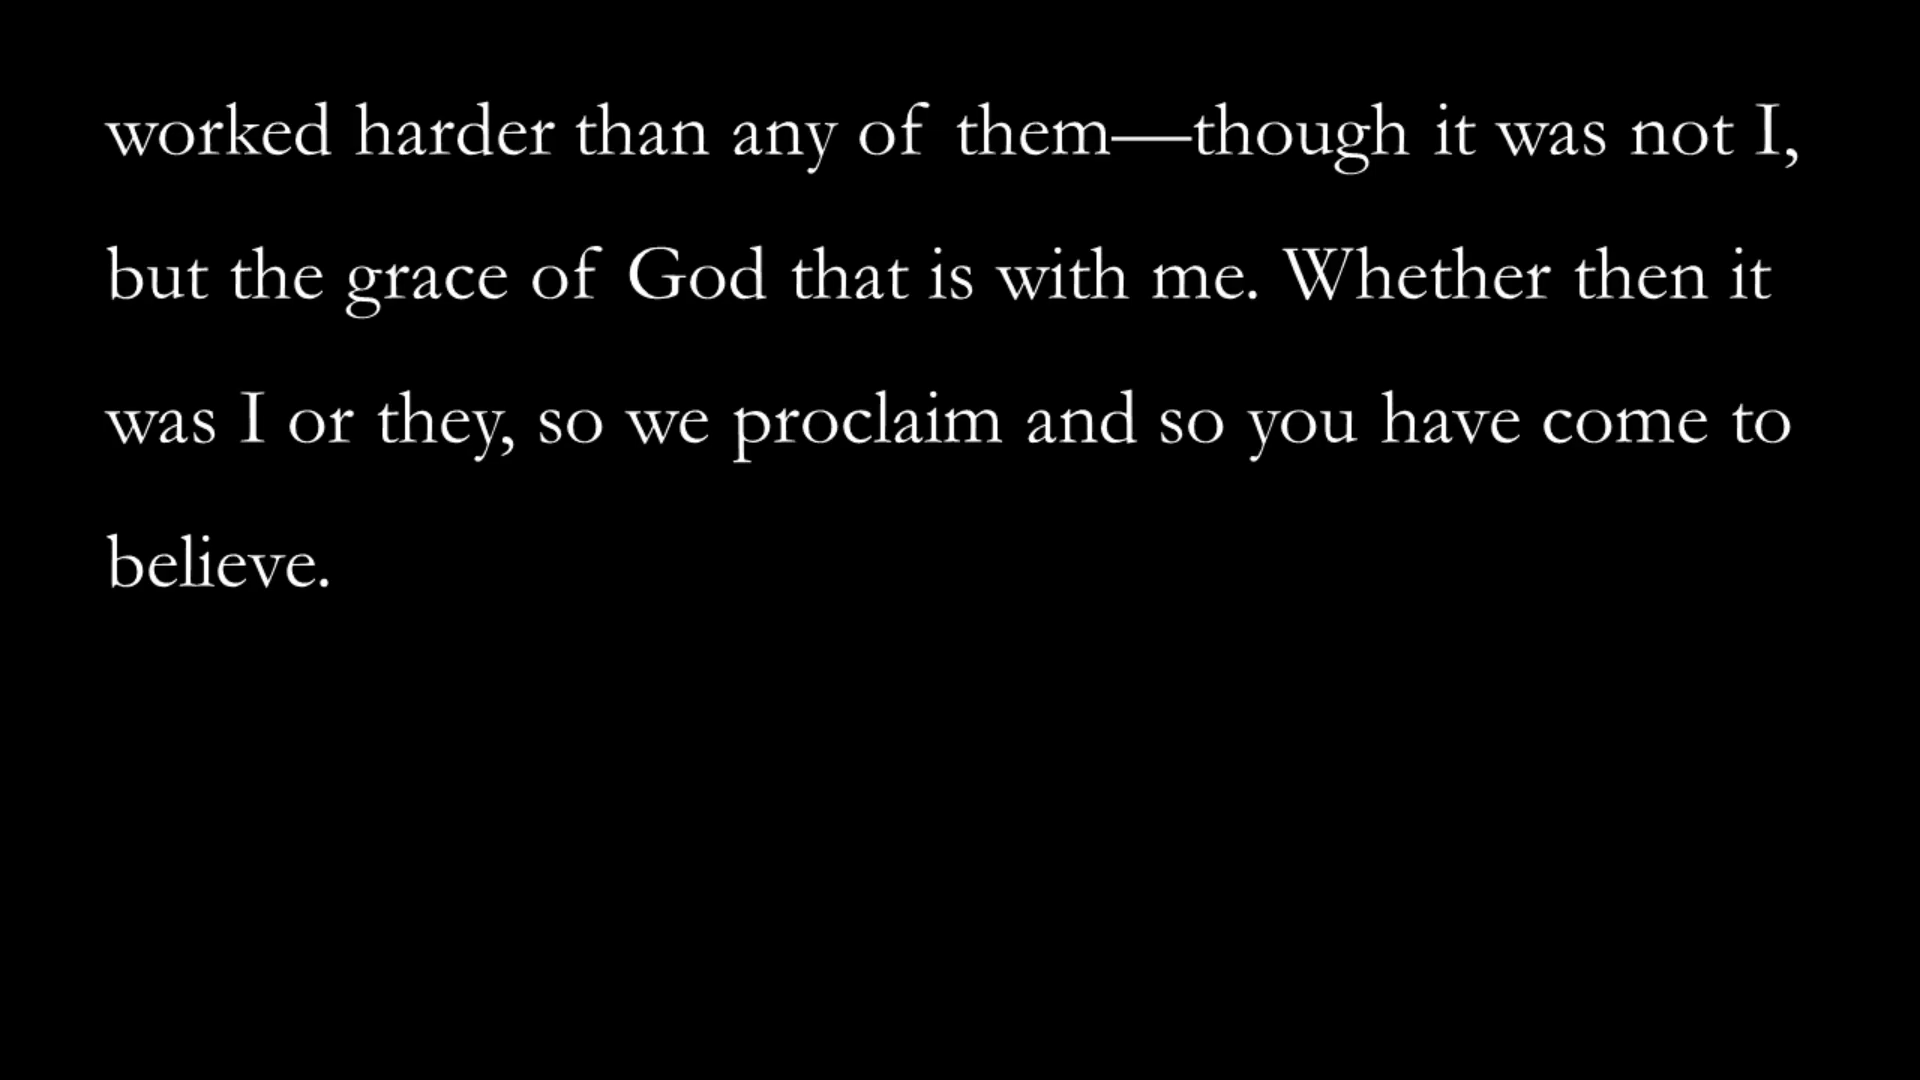 worked harder than any of them—though it was not I,
but the grace of God that is with me. Whether then it
was I or they, so we proclaim and so you have come to
believe.